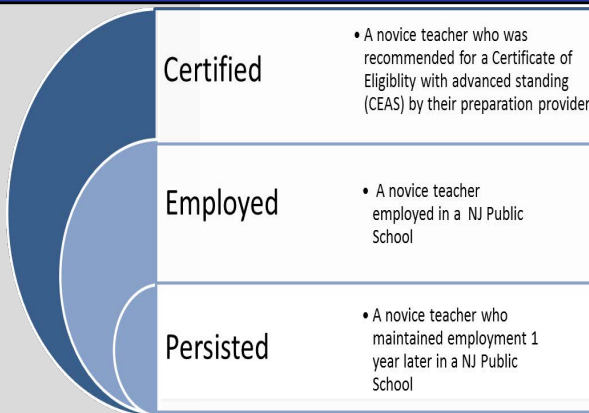 Certified
• A novice teacher who was
recommended for a Certificate of
Eligiblity with advanced standing
(CEAS) by their preparation provider
Employed
• A novice teacher
employed in a NJ Public
School
Persisted
• A novice teacher who
maintained employment 1
year later in a NJ Public
School